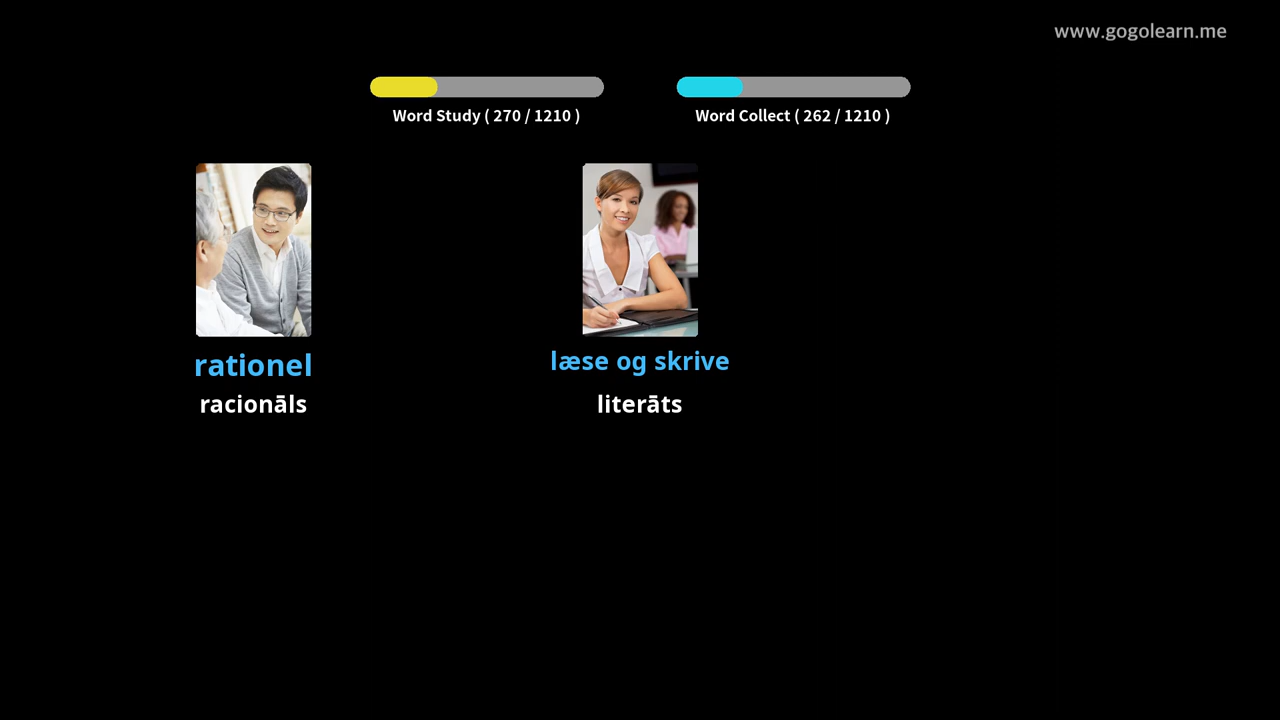 www.gogolearn.me
Word Study ( 270 / 1210 )
Word Collect ( 262 / 1210 )
rationel
racionāls
læse og skrive
literāts